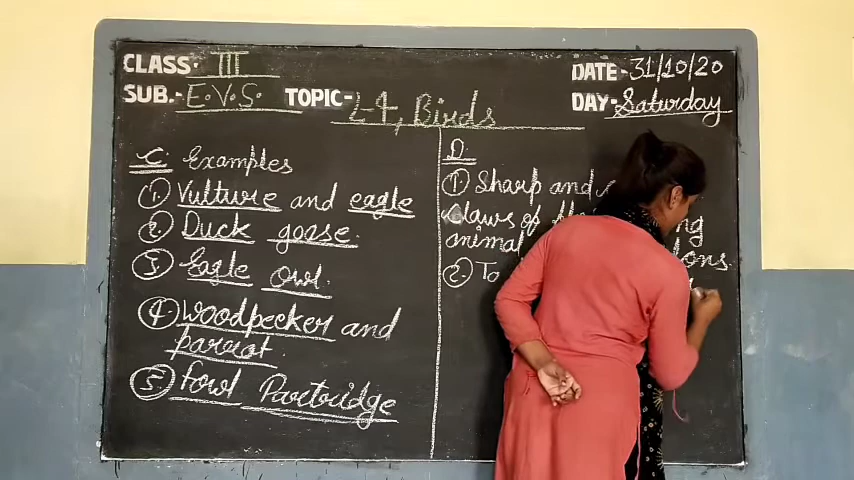 CLASS- III
SUB.- E.V.S.
TOPIC- L-4, Birds
DATE- 31/10/20
DAY- Saturday
C Examples
1. Vulture and eagle
2. Duck goose.
3. Eagle owl.
4. Woodpecker and
parrot
5. Fowl Partridge
D.
1 Sharp and
Claws of
animal
2. To